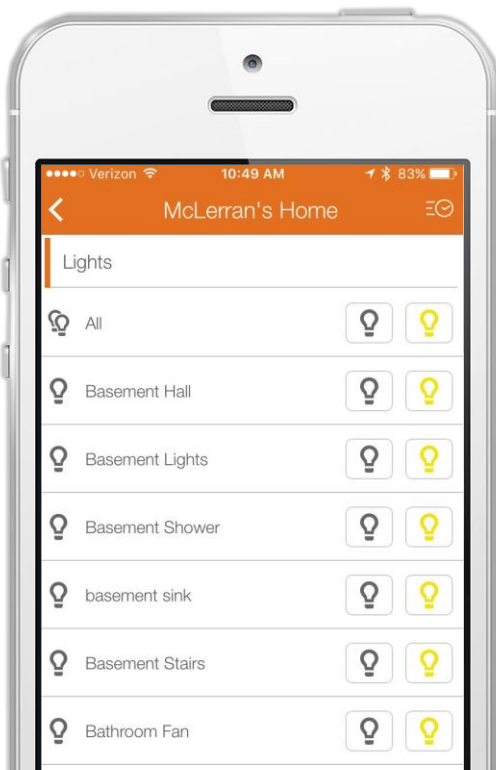 Verizon 10:49 AM 83%
McLerran's Home
Lights
All
Basement Hall
Basement Lights
Basement Shower
basement sink
Basement Stairs
Bathroom Fan